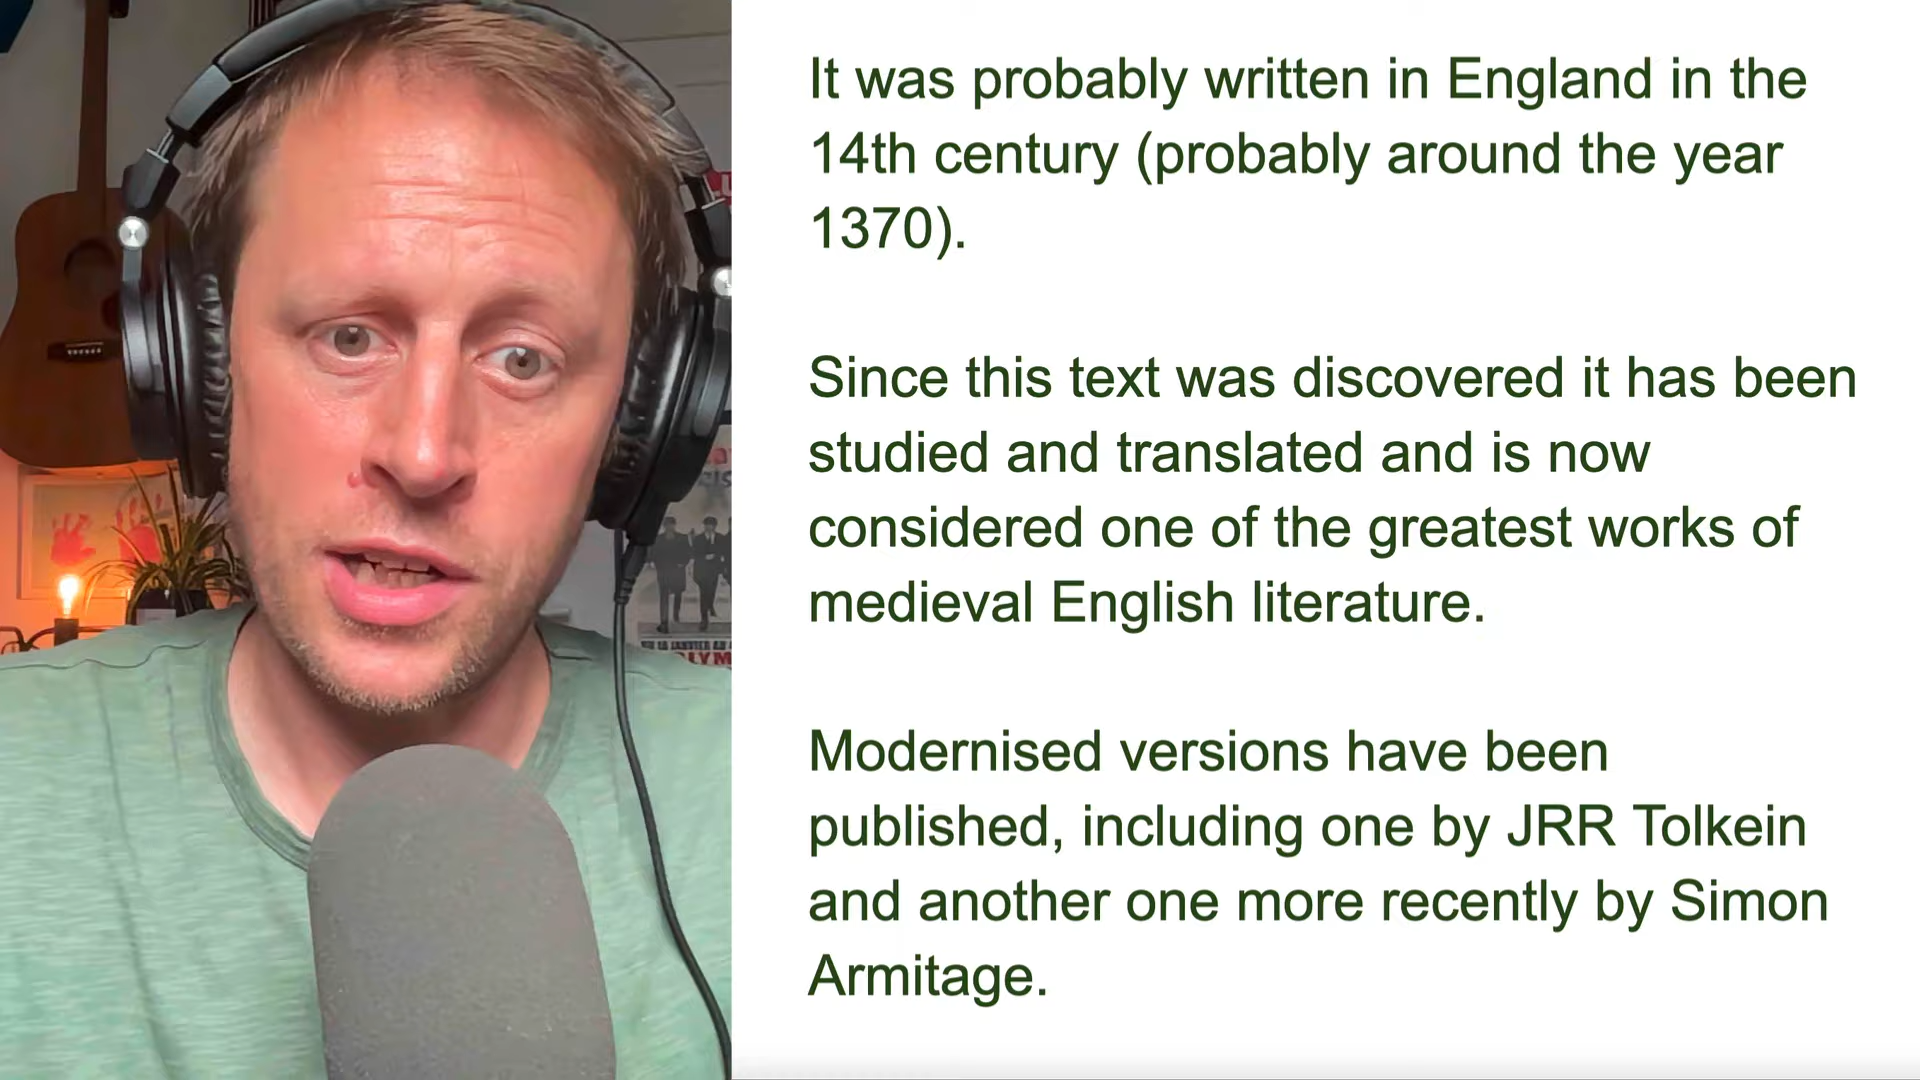 It was probably written in England in the
14th century (probably around the year
1370).
Since this text was discovered it has been
studied and translated and is now
considered one of the greatest works of
medieval English literature.
Modernised versions have been
published, including one by JRR Tolkein
and another one more recently by Simon
Armitage.